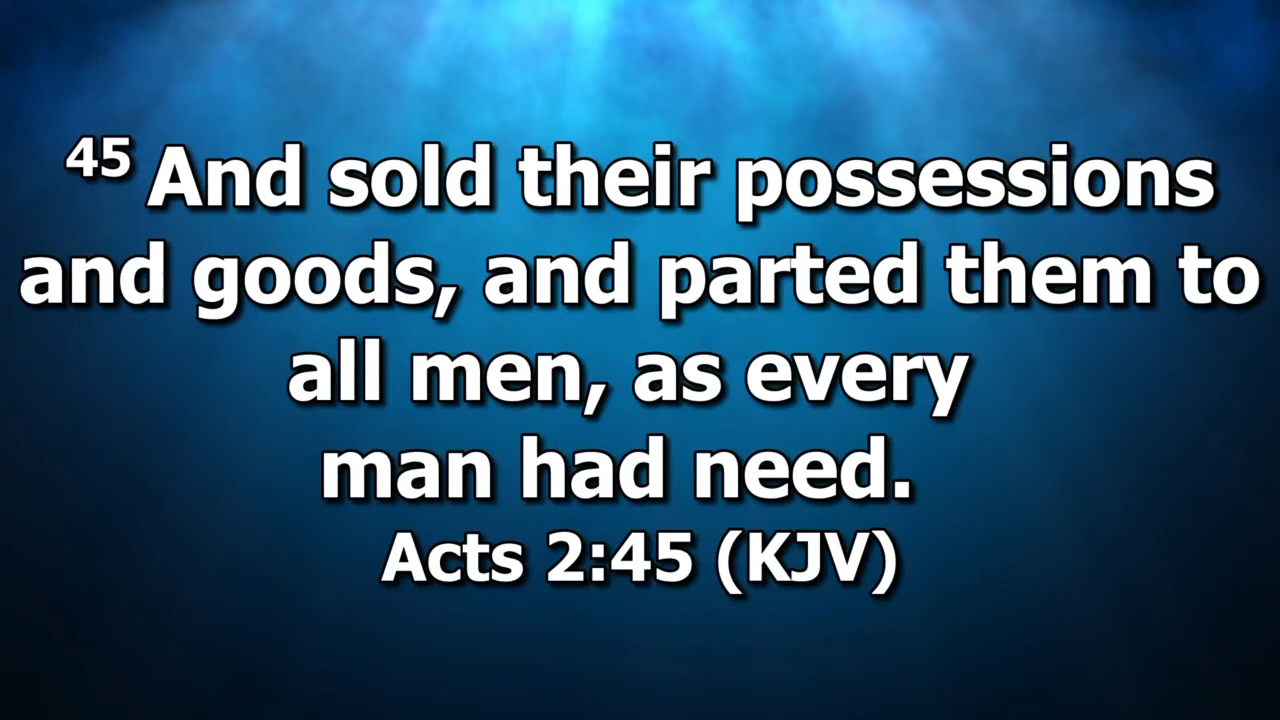 45 And sold their possessions
and goods, and parted them to
all men, as every
man had need.
Acts 2:45 (KJV)